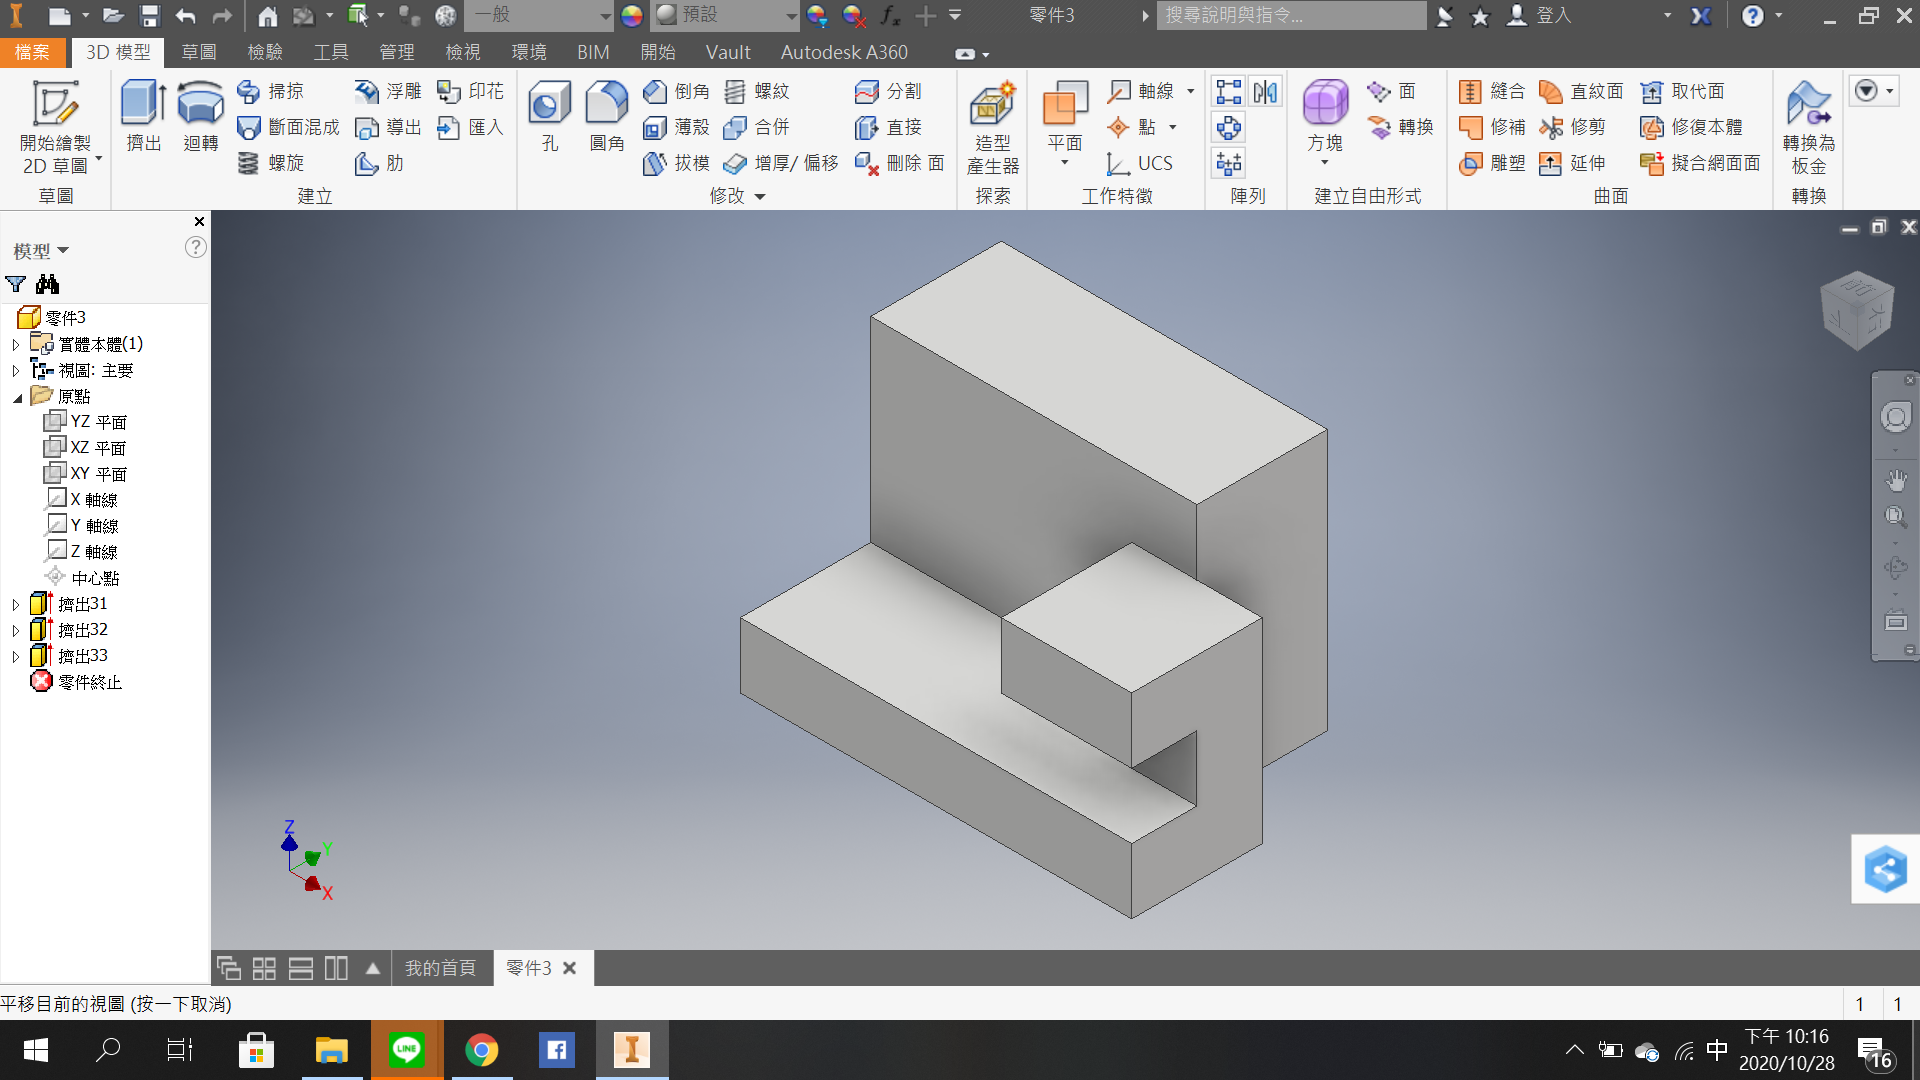 一般
預設
零件3
搜尋說明與指令...
登入
檔案
3D 模型
草圖
檢驗
工具
管理
檢視
環境
BIM
開始
Vault
Autodesk A360
開始繪製
2D 草圖
草圖
擠出
迴轉
掃掠
斷面混成
螺旋
浮雕
導出
肋
印花
匯入
建立
孔
圓角
倒角
薄殼
拔模
螺紋
合併
增厚/ 偏移
分割
直接
刪除 面
修改
造型
產生器
探索
平面
軸線
點
UCS
工作特徵
陣列
方塊
面
轉換
建立自由形式
縫合
修補
雕塑
直紋面
修剪
延伸
取代面
修復本體
擬合網面面
曲面
轉換為
板金
轉換
模型
零件3
實體本體(1)
視圖: 主要
原點
YZ 平面
XZ 平面
XY 平面
X 軸線
Y 軸線
Z 軸線
中心點
擠出31
擠出32
擠出33
零件終止
Z
Y
X
我的首頁
零件3
平移目前的視圖 (按一下取消)
1
1
LINE
中
下午 10:16
2020/10/28
16